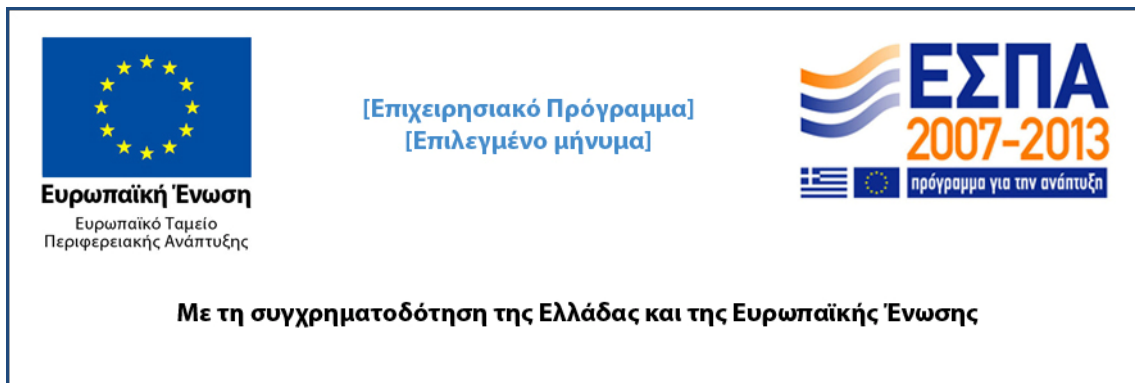 Ευρωπαϊκή Ένωση
Ευρωπαϊκό Ταμείο
Περιφερειακής Ανάπτυξης
[Επιχειρησιακό Πρόγραμμα]
[Επιλεγμένο μήνυμα]
ΕΣΠΑ
2007-2013
πρόγραμμα για την ανάπτυξη
Με τη συγχρηματοδότηση της Ελλάδας και της Ευρωπαϊκής Ένωσης